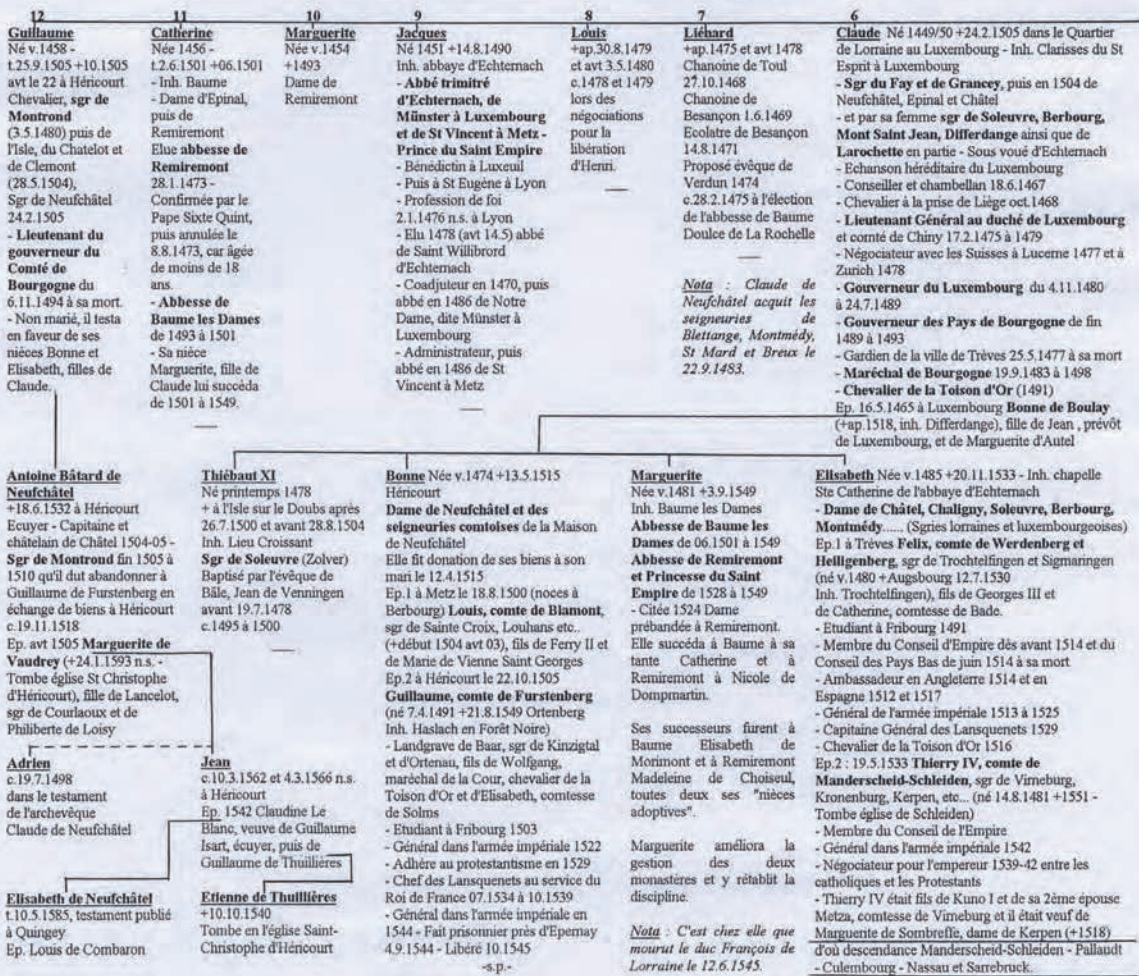 12
Guillaume
Né v.1458 -
t.25.9.1505 +10.1505
avt le 22 à Héricourt
Chevalier, sgr de
Montrond
(3.5.1480) puis de
l'Isle, du Chatelot et
de Clemont
(28.5.1504),
Sgr de Neufchâtel
24.2.1505
- Lieutenant du
gouverneur du
Comté de
Bourgogne du
6.11.1494 à sa mort.
- Non marié, il testa
en faveur de ses
nièces Bonne et
Elisabeth, filles de
Claude.
11
Catherine
Née 1456 -
t.2.6.1501 +06.1501
- Inh. Baume
- Dame d'Epinal,
puis de
Remiremont
Elue abbesse de
Remiremont
28.1.1473 -
Confirmée par le
Pape Sixte Quint,
puis annulée le
8.8.1473, car âgée
de moins de 18
ans.
- Abbesse de
Baume les Dames
de 1493 à 1501
- Sa nièce
Marguerite, fille de
Claude lui succéda
de 1501 à 1549.
10
Marguerite
Née v.1454
+1493
Dame de
Remiremont
9
Jacques
Né 1451 +14.8.1490
Inh. abbaye d'Echternach
- Abbé trimitré
d'Echternach, de
Münster à Luxembourg
et de St Vincent à Metz -
Prince du Saint Empire
- Bénédictin à Luxeuil
- Puis à St Eugène à Lyon
- Profession de foi
2.1.1476 n.s. à Lyon
- Elu 1478 (avt 14.5) abbé
de Saint Willibrord
d'Echternach
- Coadjuteur en 1470, puis
abbé en 1486 de Notre
Dame, dite Münster à
Luxembourg
- Administrateur, puis
abbé en 1486 de St
Vincent à Metz
8
Louis
+ap.30.8.1479
et avt 3.5.1480
c.1478 et 1479
lors des
négociations
pour la
libération
d'Henri.
7
Liéhard
+ap.1475 et avt 1478
Chanoine de Toul
27.10.1468
Chanoine de
Besançon 1.6.1469
Ecolatre de Besançon
14.8.1471
Proposé évêque de
Verdun 1474
c.28.2.1475 à l'élection
de l'abbesse de Baume
Doulce de La Rochelle
Nota : Claude de
Neufchâtel acquit les
seigneuries de
Blettange, Montmédy,
St Mard et Breux le
22.9.1483.
6
Claude Né 1449/50 +24.2.1505 dans le Quartier
de Lorraine au Luxembourg - Inh. Clarisses du St
Esprit à Luxembourg
- Sgr du Fay et de Grancey, puis en 1504 de
Neufchâtel, Epinal et Châtel
- et par sa femme sgr de Soleuvre, Berbourg,
Mont Saint Jean, Differdange ainsi que de
Larochette en partie - Sous voué d'Echternach
- Echanson héréditaire du Luxembourg
- Conseiller et chambellan 18.6.1467
- Chevalier à la prise de Liège oct.1468
- Lieutenant Général au duché de Luxembourg
et comté de Chiny 17.2.1475 à 1479
- Négociateur avec les Suisses à Lucerne 1477 et à
Zurich 1478
- Gouverneur du Luxembourg du 4.11.1480
à 24.7.1489
- Gouverneur des Pays de Bourgogne de fin
1489 à 1493
- Gardien de la ville de Trèves 25.5.1477 à sa mort
- Maréchal de Bourgogne 19.9.1483 à 1498
- Chevalier de la Toison d'Or (1491)
Ep. 16.5.1465 à Luxembourg Bonne de Boulay
(+ap.1518, inh. Differdange), fille de Jean , prévôt
de Luxembourg, et de Marguerite d'Autel
Antoine Bâtard de
Neufchâtel
+18.6.1532 à Héricourt
Ecuyer - Capitaine et
châtelain de Châtel 1504-05 -
Sgr de Montrond fin 1505 à
1510 qu'il dut abandonner à
Guillaume de Furstenberg en
échange de biens à Héricourt
c.19.11.1518
Ep. avt 1505 Marguerite de
Vaudrey (+24.1.1593 n.s. -
Tombe église St Christophe
d'Héricourt), fille de Lancelot,
sgr de Courlaoux et de
Philiberte de Loisy
Adrien
c.19.7.1498
dans le testament
de l'archevêque
Claude de Neufchâtel
Elisabeth de Neufchâtel
t.10.5.1585, testament publié
à Quingey
Ep. Louis de Combaron
Thiébaut XI
Né printemps 1478
+ à l'Isle sur le Doubs après
26.7.1500 et avant 28.8.1504
Inh. Lieu Croissant
Sgr de Soleuvre (Zolver)
Baptisé par l'évêque de
Bâle, Jean de Venningen
avant 19.7.1478
c.1495 à 1500
Jean
c.10.3.1562 et 4.3.1566 n.s.
à Héricourt
Ep. 1542 Claudine Le
Blanc, veuve de Guillaume
Isart, écuyer, puis de
Guillaume de Thuillières
Etienne de Thuillières
+10.10.1540
Tombe en l'église Saint-
Christophe d'Héricourt
Bonne Née v.1474 +13.5.1515
Héricourt
Dame de Neufchâtel et des
seigneuries comtoises de la Maison
de Neufchâtel
Elle fit donation de ses biens à son
mari le 12.4.1515
Ep.1 à Metz le 18.8.1500 (noces à
Berbourg) Louis, comte de Blamont,
sgr de Sainte Croix, Louhans etc..
(+début 1504 avt 03), fils de Ferry II et
de Marie de Vienne Saint Georges
Ep.2 à Héricourt le 22.10.1505
Guillaume, comte de Furstenberg
(né 7.4.1491 +21.8.1549 Ortenberg
Inh. Haslach en Forêt Noire)
- Landgrave de Baar, sgr de Kinzigtal
et d'Ortenau, fils de Wolfgang,
maréchal de la Cour, chevalier de la
Toison d'Or et d'Elisabeth, comtesse
de Solms
- Etudiant à Fribourg 1503
- Général dans l'armée impériale 1522
- Adhère au protestantisme en 1529
- Chef des Lansquenets au service du
Roi de France 07.1534 à 10.1539
- Général dans l'armée impériale en
1544 - Fait prisonnier près d'Epernay
4.9.1544 - Libéré 10.1545
-s.p.-
Marguerite
Née v.1481 +3.9.1549
Inh. Baume les Dames
Abbesse de Baume les
Dames de 06.1501 à 1549
Abbesse de Remiremont
et Princesse du Saint
Empire de 1528 à 1549
- Citée 1524 Dame
prébandée à Remiremont.
Elle succéda à Baume à sa
tante Catherine et à
Remiremont à Nicole de
Dompmartin.
Ses successeurs furent à
Baume Elisabeth de
Morimont et à Remiremont
Madeleine de Choiseul,
toutes deux ses "nièces
adoptives".
Marguerite améliora la
gestion des deux
monastères et y rétablit la
discipline.
Nota : C'est chez elle que
mourut le duc François de
Lorraine le 12.6.1545.
Elisabeth Née v.1485 +20.11.1533 - Inh. chapelle
Ste Catherine de l'abbaye d'Echternach
- Dame de Châtel, Chaligny, Soleuvre, Berbourg,
Montmédy...... (Sgries lorraines et luxembourgeoises)
Ep.1 à Trèves Felix, comte de Werdenberg et
Heiligenberg, sgr de Trochtelfingen et Sigmaringen
(né v.1480 +Augsbourg 12.7.1530
Inh. Trochtelfingen), fils de Georges III et
de Catherine, comtesse de Bade.
- Etudiant à Fribourg 1491
- Membre du Conseil d'Empire dès avant 1514 et du
Conseil des Pays Bas de juin 1514 à sa mort
- Ambassadeur en Angleterre 1514 et en
Espagne 1512 et 1517
- Général de l'armée impériale 1513 à 1525
- Capitaine Général des Lansquenets 1529
- Chevalier de la Toison d'Or 1516
Ep.2 : 19.5.1533 Thierry IV, comte de
Manderscheid-Schleiden, sgr de Virneburg,
Kronenburg, Kerpen, etc... (né 14.8.1481 +1551 -
Tombe église de Schleiden)
- Membre du Conseil de l'Empire
- Général dans l'armée impériale 1542
- Négociateur pour l'empereur 1539-42 entre les
catholiques et les Protestants
- Thierry IV était fils de Kuno I et de sa 2ème épouse
Metza, comtesse de Virneburg et il était veuf de
Marguerite de Sombreffe, dame de Kerpen (+1518)
d'où descendance Manderscheid-Schleiden - Pallaudt
- Culembourg - Nassau et Sarrebruck.